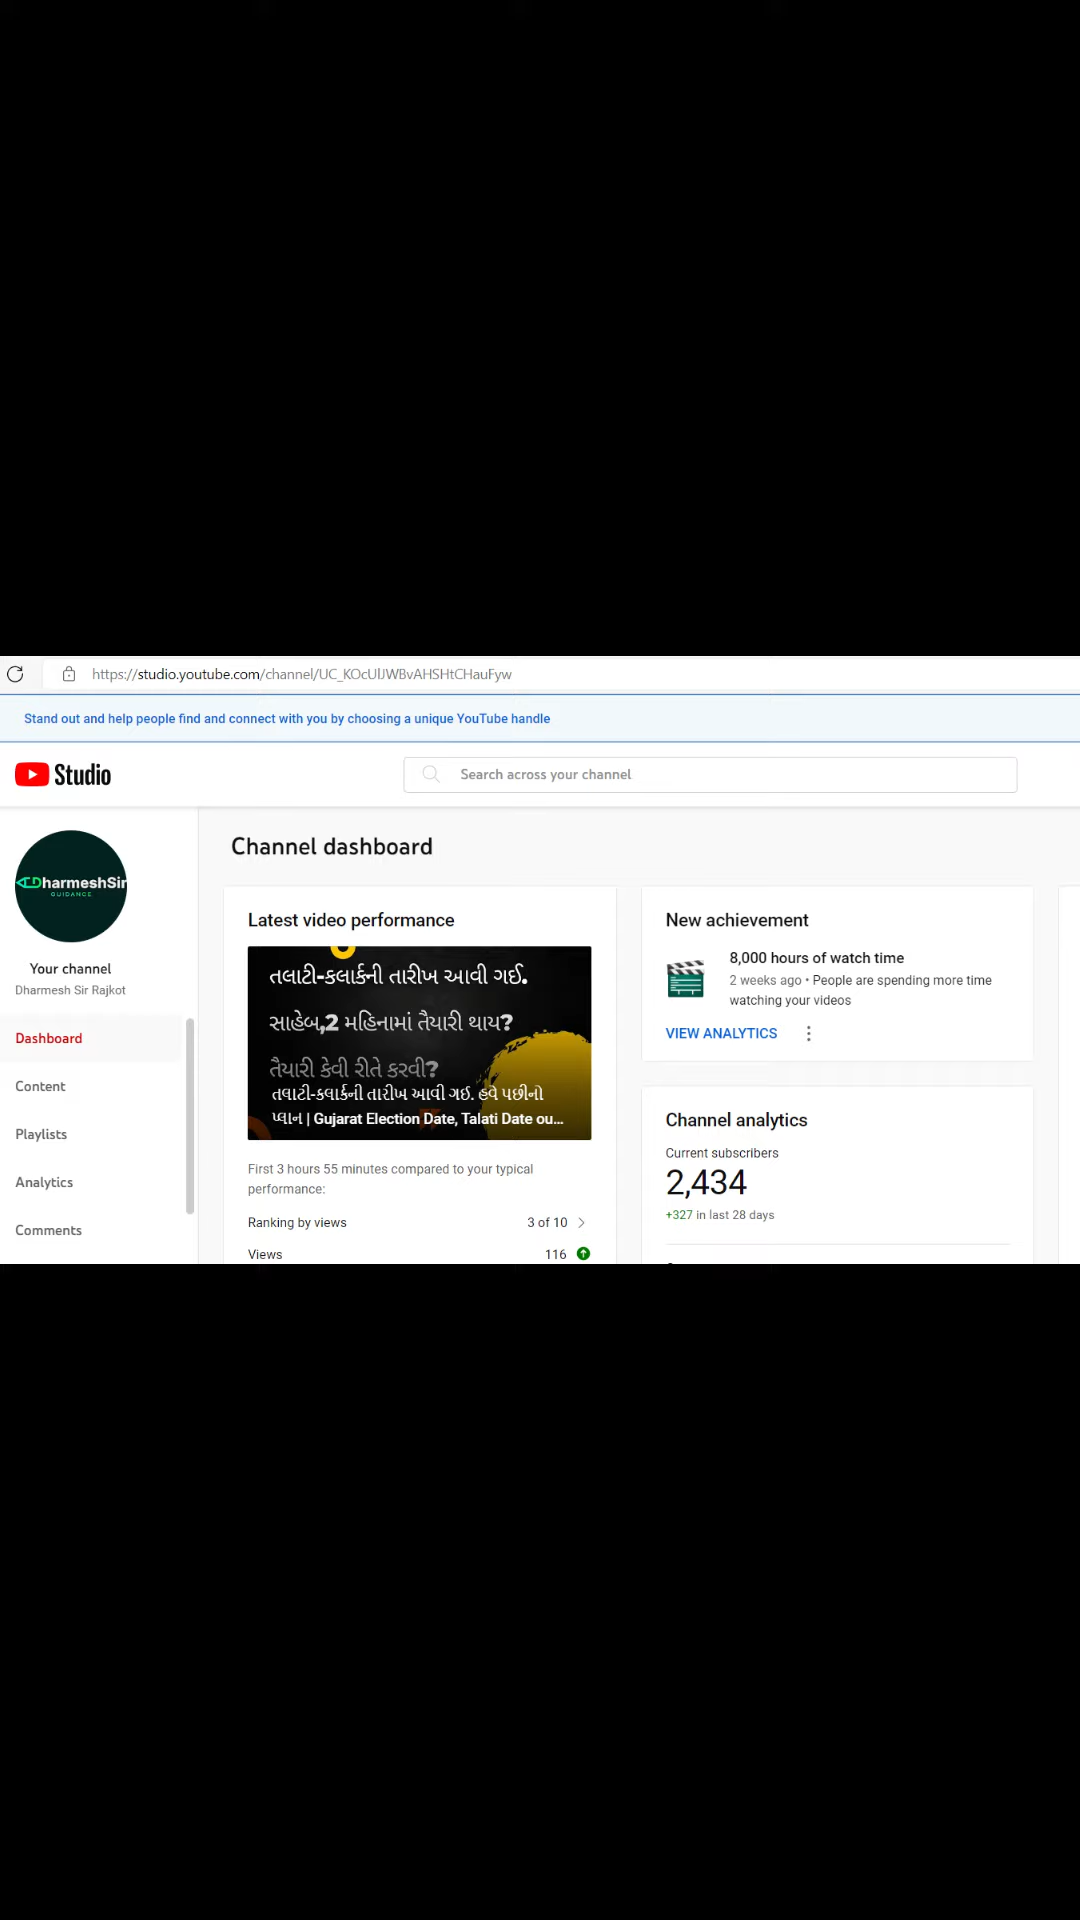 https://studio.youtube.com/channel/UC_KOcUlJWBvAHSHtCHauFyw
Stand out and help people find and connect with you by choosing a unique YouTube handle
Studio
Search across your channel
DharmeshSir
GUIDANCE
Your channel
Dharmesh Sir Rajkot
Dashboard
Content
Playlists
Analytics
Comments
Channel dashboard
Latest video performance
તલાટી-કલાર્કની તારીખ આવી ગઈ.
સાહેબ,2 મહિનામાં તૈયારી થાય?
તૈયારી કેવી રીતે કરવી?
તલાટી-કલાર્કની તારીખ આવી ગઈ. હવે પછીનો
પ્લાન | Gujarat Election Date, Talati Date ou...
First 3 hours 55 minutes compared to your typical
performance:
Ranking by views 3 of 10
Views 116
New achievement
8,000 hours of watch time
2 weeks ago • People are spending more time
watching your videos
VIEW ANALYTICS
Channel analytics
Current subscribers
2,434
+327 in last 28 days